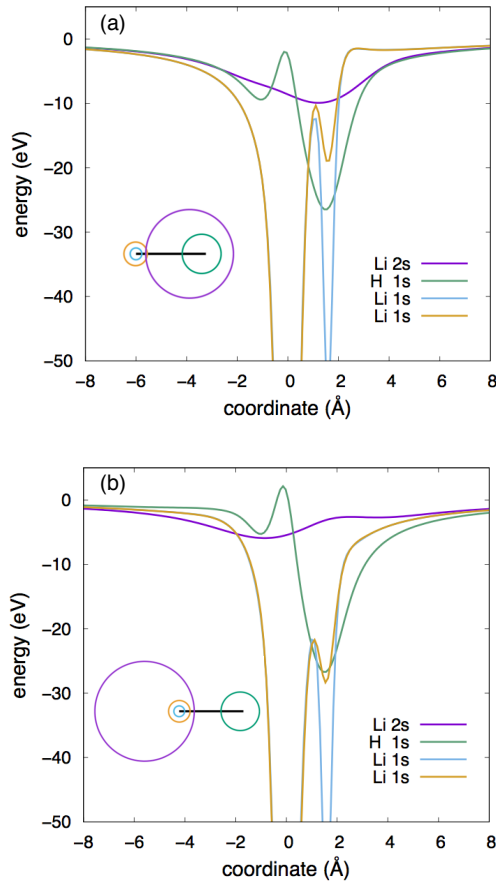 (a)
0
−10
−20
−30
−40
−50
energy (eV)
Li 2s
H 1s
Li 1s
Li 1s
−8 −6 −4 −2 0 2 4 6 8
coordinate (Å)
(b)
0
−10
−20
−30
−40
−50
energy (eV)
Li 2s
H 1s
Li 1s
Li 1s
−8 −6 −4 −2 0 2 4 6 8
coordinate (Å)